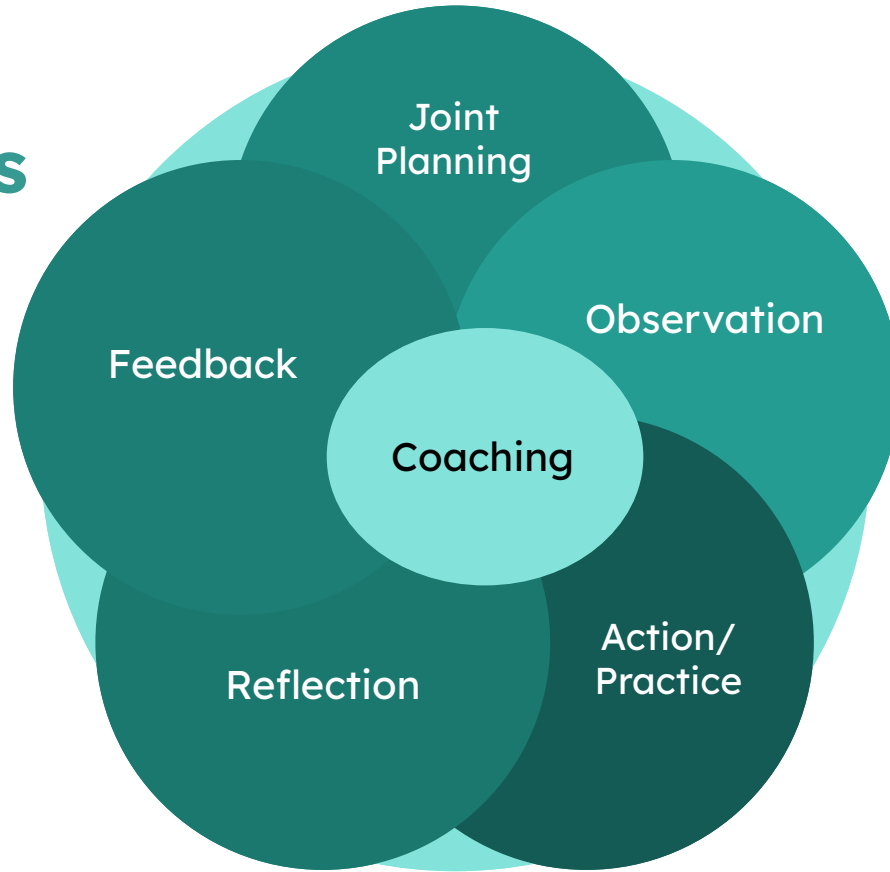 Joint
Planning
s
Observation
Feedback
Coaching
Action/
Practice
Reflection